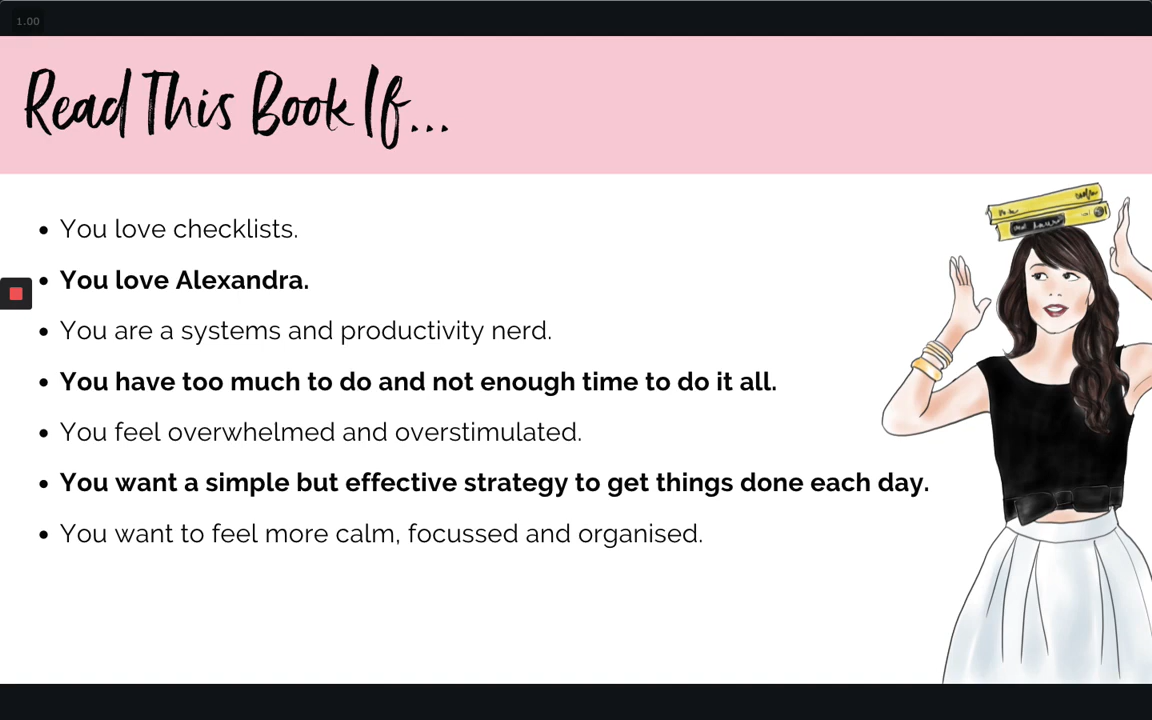 1.00
Read This Book If...
You love checklists.
You love Alexandra.
You are a systems and productivity nerd.
You have too much to do and not enough time to do it all.
You feel overwhelmed and overstimulated.
You want a simple but effective strategy to get things done each day.
You want to feel more calm, focussed and organised.